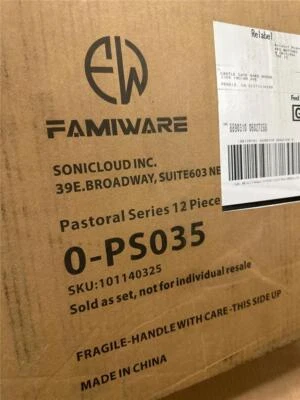 Relabel
EW
FAMIWARE
SONICLOUD INC.
39E.BROADWAY, SUITE603 NE
Pastoral Series 12 Piece
0-PS035
SKU:101140325
Sold as set, not for individual resale
FRAGILE-HANDLE WITH CARE -THIS SIDE UP
MADE IN CHINA